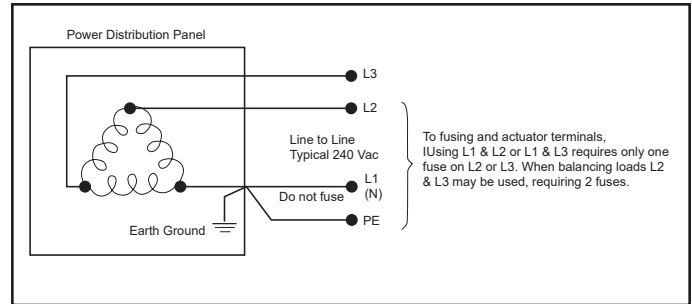 Power Distribution Panel
L3
L2
Line to Line
Typical 240 Vac
To fusing and actuator terminals,
IUsing L1 & L2 or L1 & L3 requires only one
fuse on L2 or L3. When balancing loads L2
& L3 may be used, requiring 2 fuses.
L1
(N)
Do not fuse
PE
Earth Ground